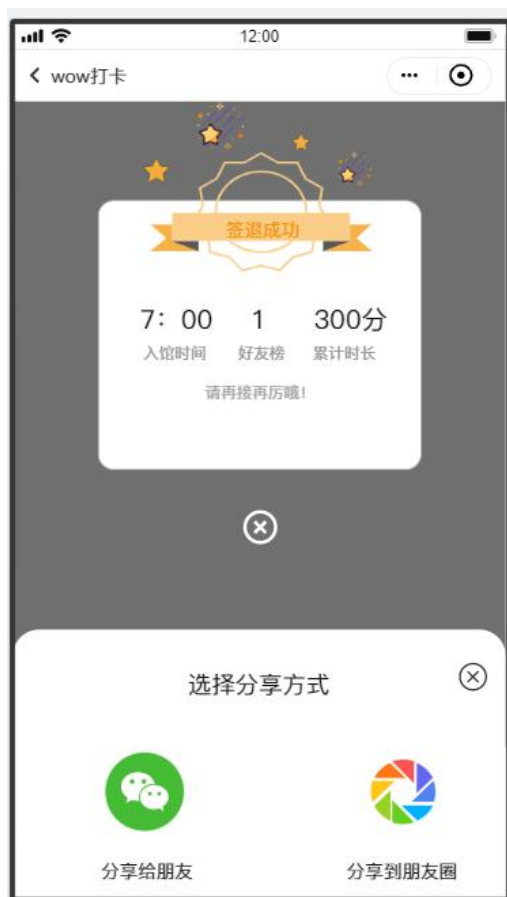 12:00
wow打卡
签退成功
7：00 1 300分
入馆时间 好友榜 累计时长
请再接再厉哦！
选择分享方式
分享给朋友 分享到朋友圈